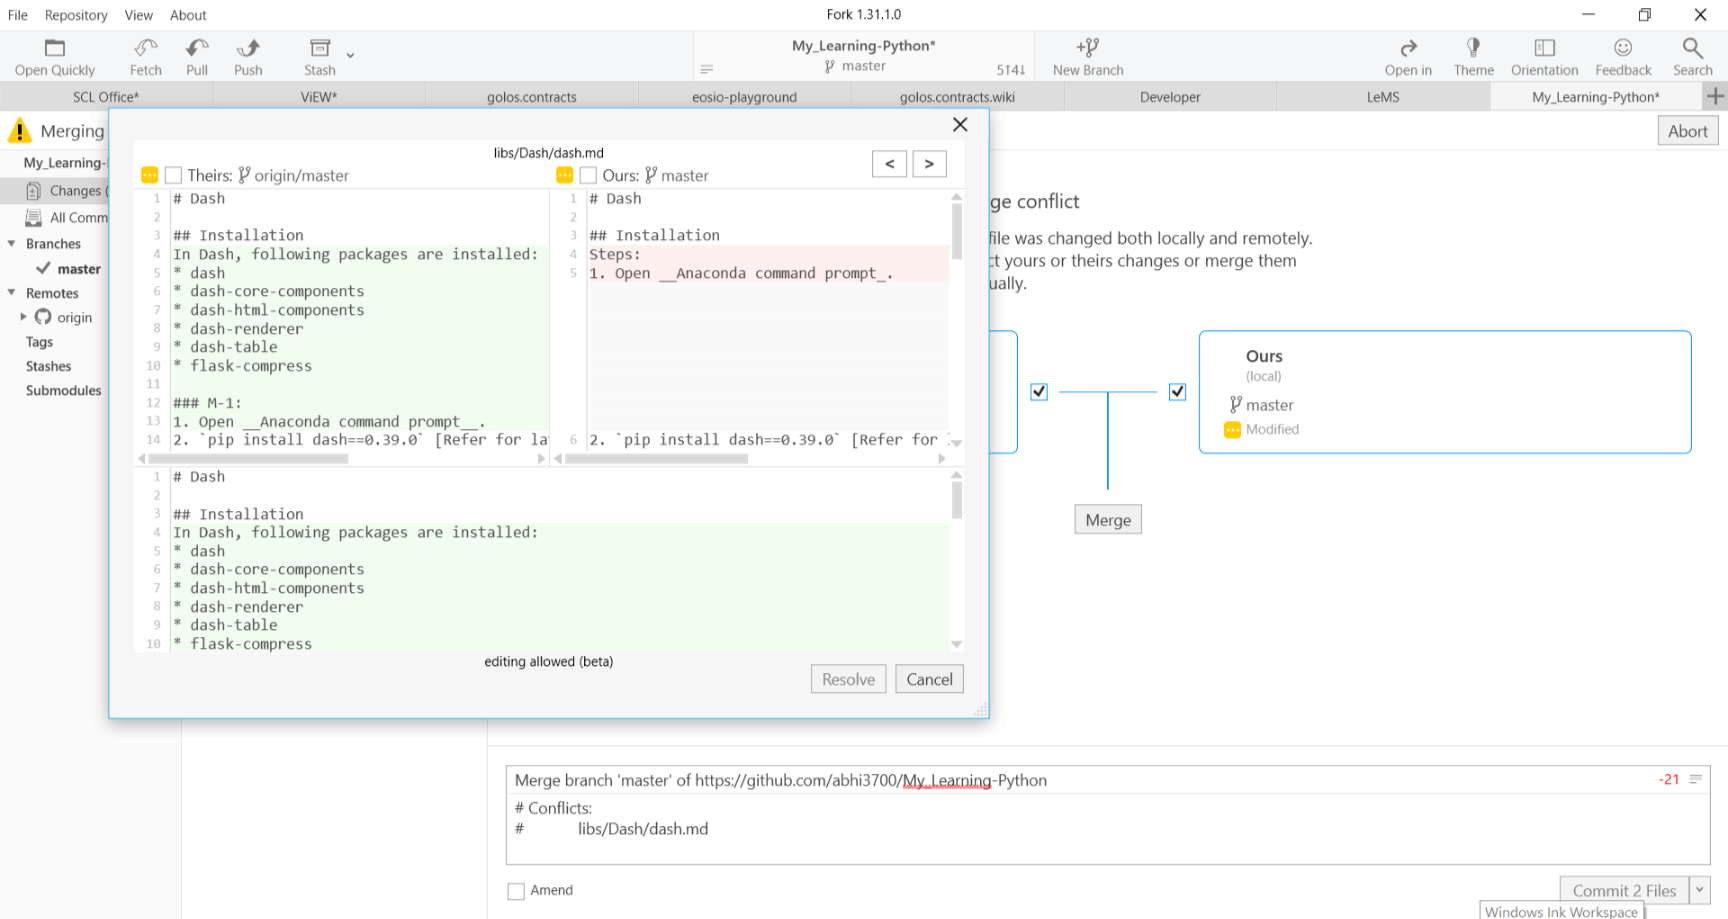 File Repository View About
Fork 1.31.1.0
Open Quickly Fetch Pull Push Stash
My_Learning-Python*
master
5↑4↓
New Branch
Open in Theme Orientation Feedback Search
SCL Office* ViEW* golos.contracts eosio-playground golos.contracts.wiki Developer LeMS My_Learning-Python*
Merging
Abort
My_Learning-
Changes (
All Comm
Branches
master
Remotes
origin
Tags
Stashes
Submodules
libs/Dash/dash.md
< >
Theirs: origin/master
1 # Dash
2
3 ## Installation
4 In Dash, following packages are installed:
5 * dash
6 * dash-core-components
7 * dash-html-components
8 * dash-renderer
9 * dash-table
10 * flask-compress
11
12 ### M-1:
13 1. Open __Anaconda command prompt__.
14 2. `pip install dash==0.39.0` [Refer for la
Ours: master
1 # Dash
2
3 ## Installation
4 Steps:
5 1. Open __Anaconda command prompt_.
6 2. `pip install dash==0.39.0` [Refer for
1 # Dash
2
3 ## Installation
4 In Dash, following packages are installed:
5 * dash
6 * dash-core-components
7 * dash-html-components
8 * dash-renderer
9 * dash-table
10 * flask-compress
editing allowed (beta)
Resolve Cancel
ge conflict
file was changed both locally and remotely.
ct yours or theirs changes or merge them
ually.
Ours
(local)
master
Modified
Merge
Merge branch 'master' of https://github.com/abhi3700/My_Learning-Python
-21
# Conflicts:
# libs/Dash/dash.md
Amend
Commit 2 Files
Windows Ink Workspace